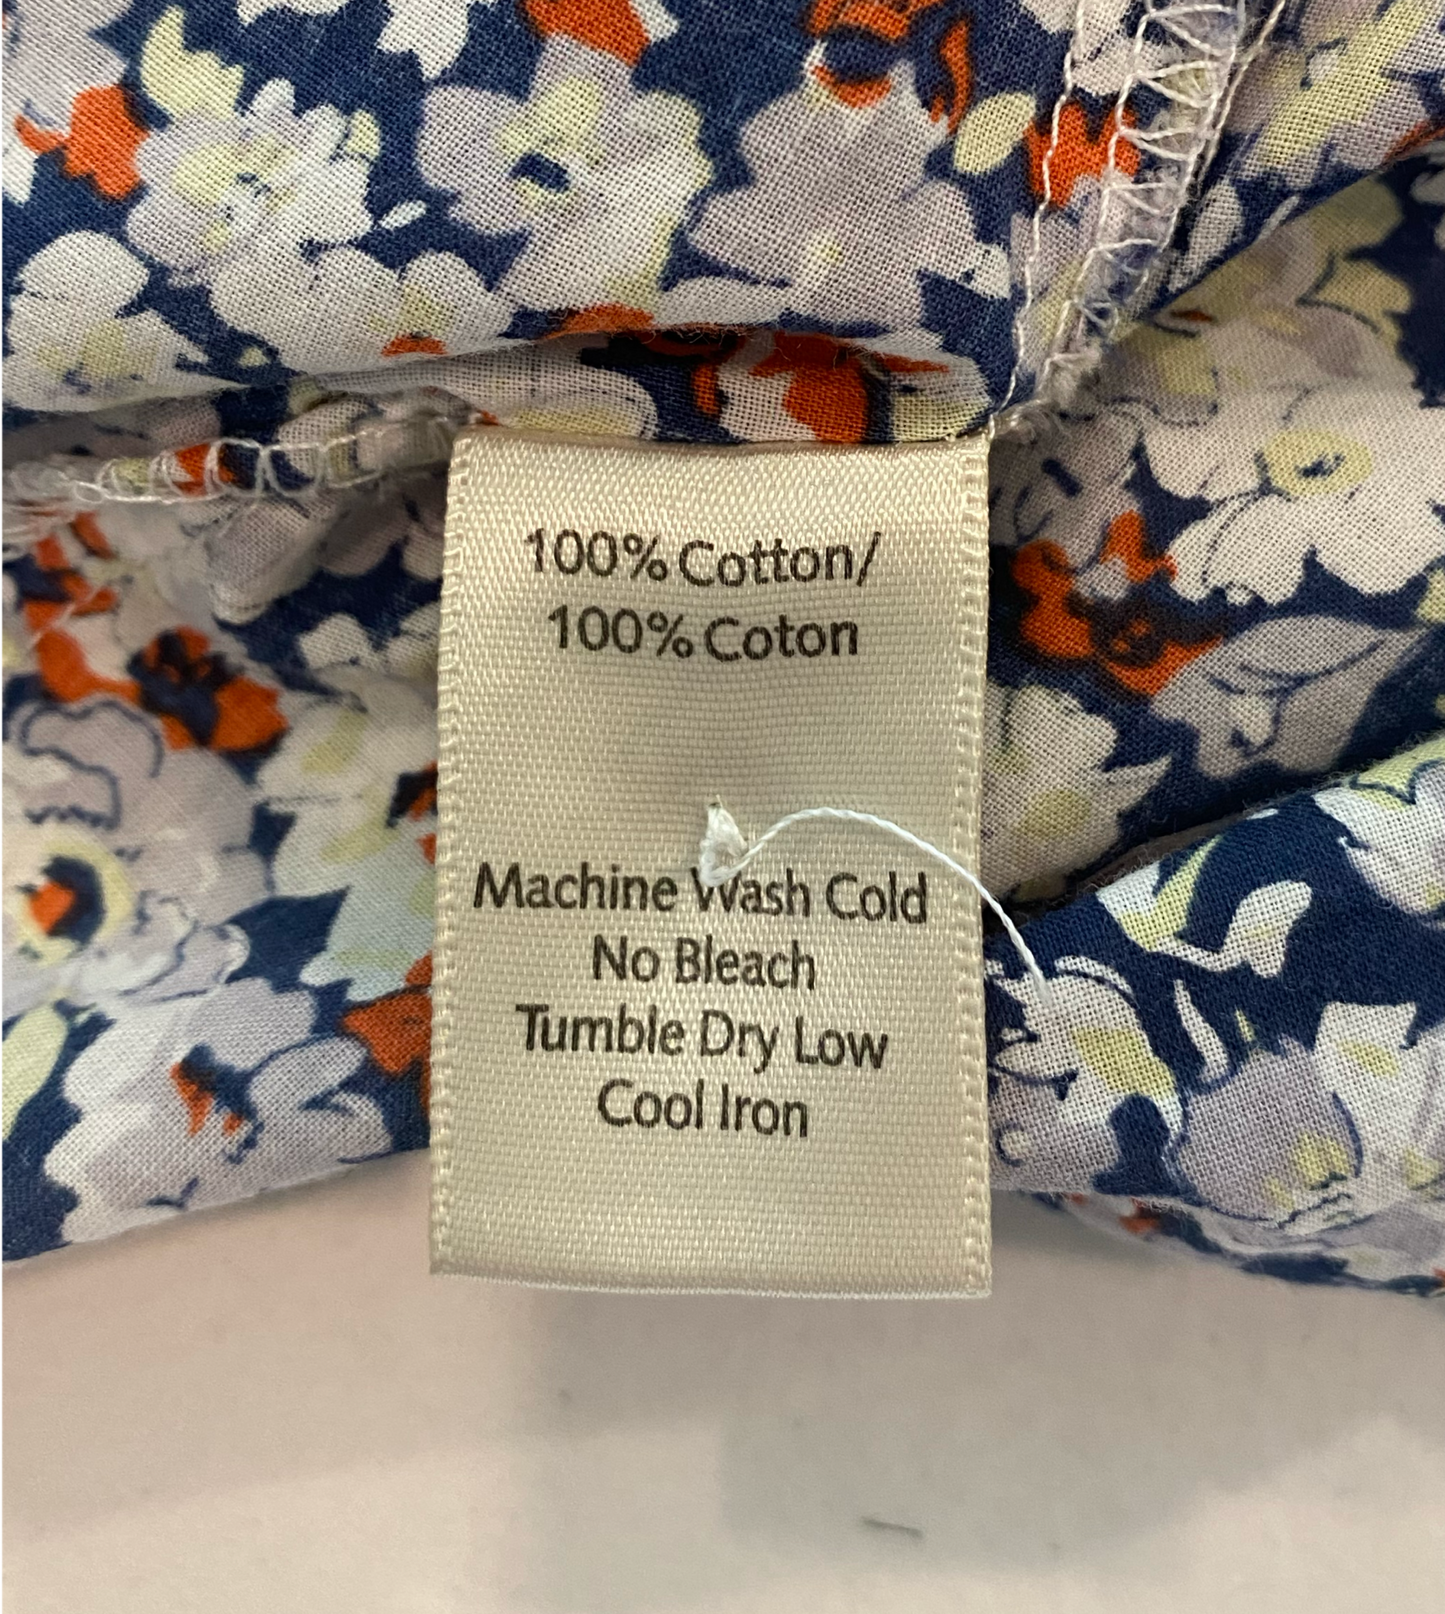 100% Cotton/
100% Coton
Machine Wash Cold
No Bleach
Tumble Dry Low
Cool Iron